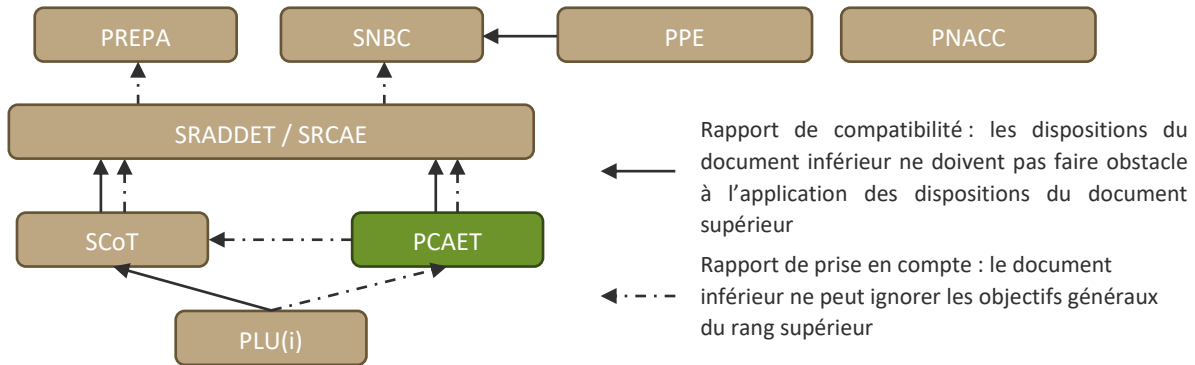 PREPA
SNBC
PPE
PNACC
SRADDET / SRCAE
SCoT
PCAET
PLU(i)
Rapport de compatibilité : les dispositions du
document inférieur ne doivent pas faire obstacle
à l’application des dispositions du document
supérieur
Rapport de prise en compte : le document
inférieur ne peut ignorer les objectifs généraux
du rang supérieur